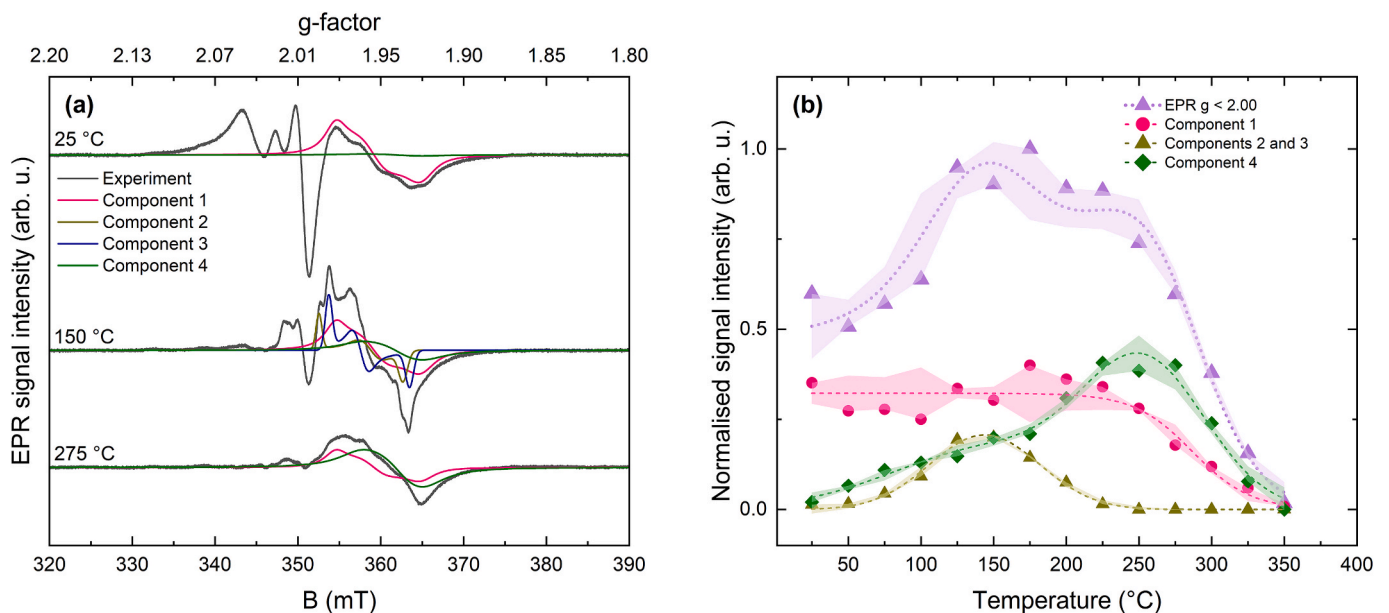 g-factor
2.20 2.13 2.07 2.01 1.95 1.90 1.85 1.80
(a)
25 °C
Experiment
Component 1
Component 2
Component 3
Component 4
150 °C
275 °C
EPR signal intensity (arb. u.)
320 330 340 350 360 370 380 390
B (mT)
(b)
EPR g < 2.00
Component 1
Components 2 and 3
Component 4
1.0
0.5
0.0
Normalised signal intensity (arb. u.)
50 100 150 200 250 300 350 400
Temperature (°C)